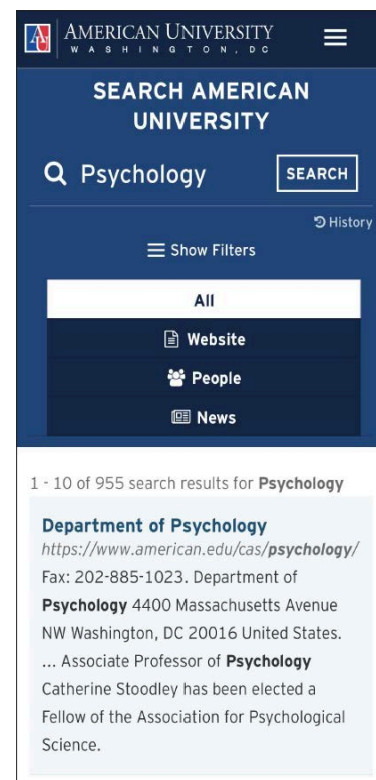 AMERICAN UNIVERSITY
WASHINGTON, DC
SEARCH AMERICAN
UNIVERSITY
Psychology
SEARCH
History
Show Filters
All
Website
People
News
1 - 10 of 955 search results for Psychology
Department of Psychology
https://www.american.edu/cas/psychology/
Fax: 202-885-1023. Department of
Psychology 4400 Massachusetts Avenue
NW Washington, DC 20016 United States.
... Associate Professor of Psychology
Catherine Stoodley has been elected a
Fellow of the Association for Psychological
Science.